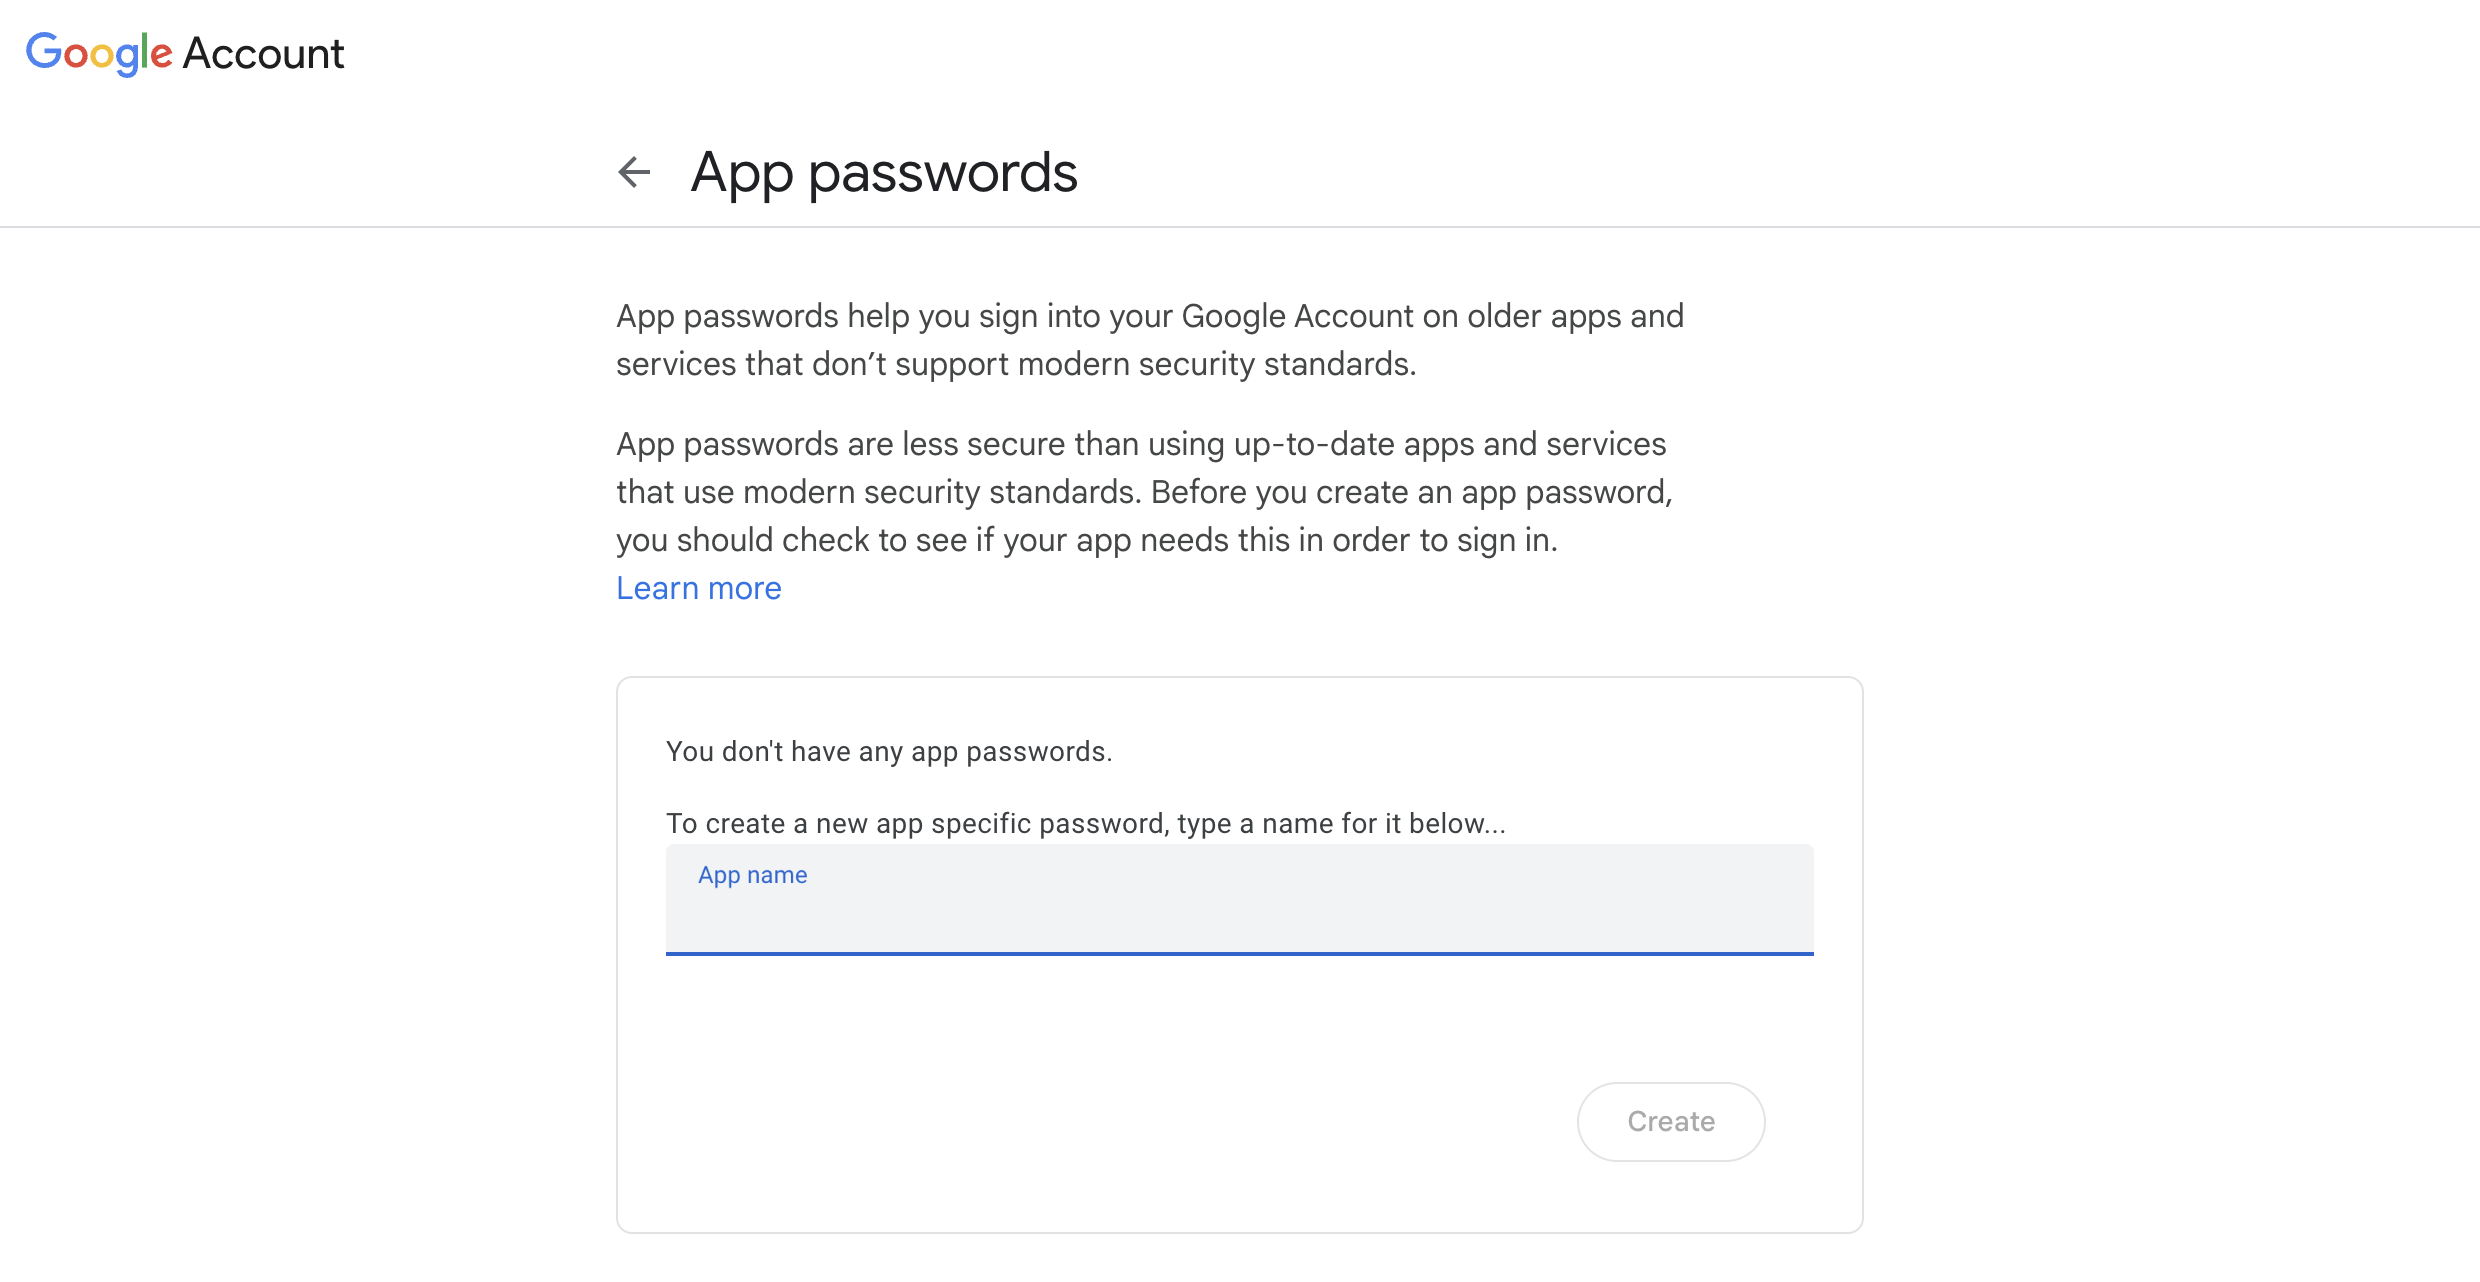 Google Account
App passwords
App passwords help you sign into your Google Account on older apps and
services that don’t support modern security standards.
App passwords are less secure than using up-to-date apps and services
that use modern security standards. Before you create an app password,
you should check to see if your app needs this in order to sign in.
Learn more
You don't have any app passwords.
To create a new app specific password, type a name for it below...
App name
Create